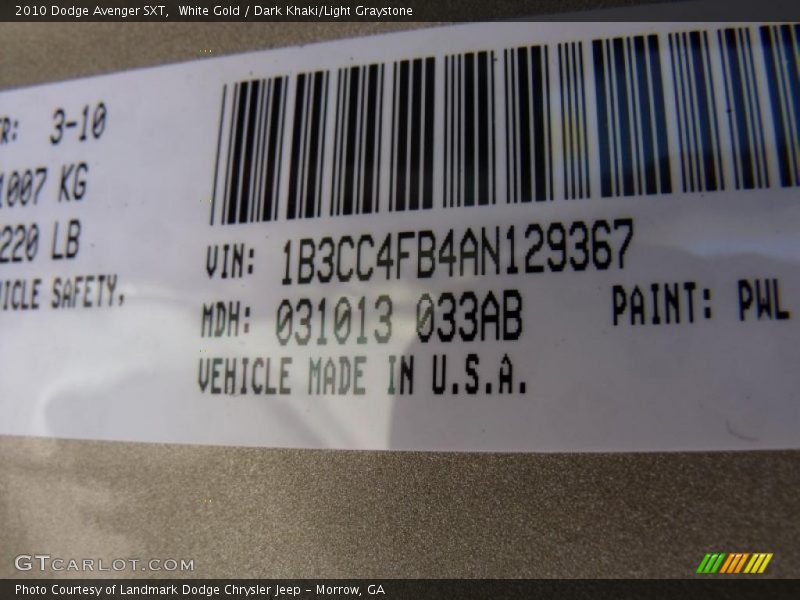 2010 Dodge Avenger SXT,  White Gold / Dark Khaki/Light Graystone
3-10
1007 KG
220 LB
SAFETY,
VIN: 1B3CC4FB4AN129367
MDH: 031013 033AB
PAINT: PWL
VEHICLE MADE IN U.S.A.
GTCARLOT.COM
Photo Courtesy of Landmark Dodge Chrysler Jeep - Morrow, GA